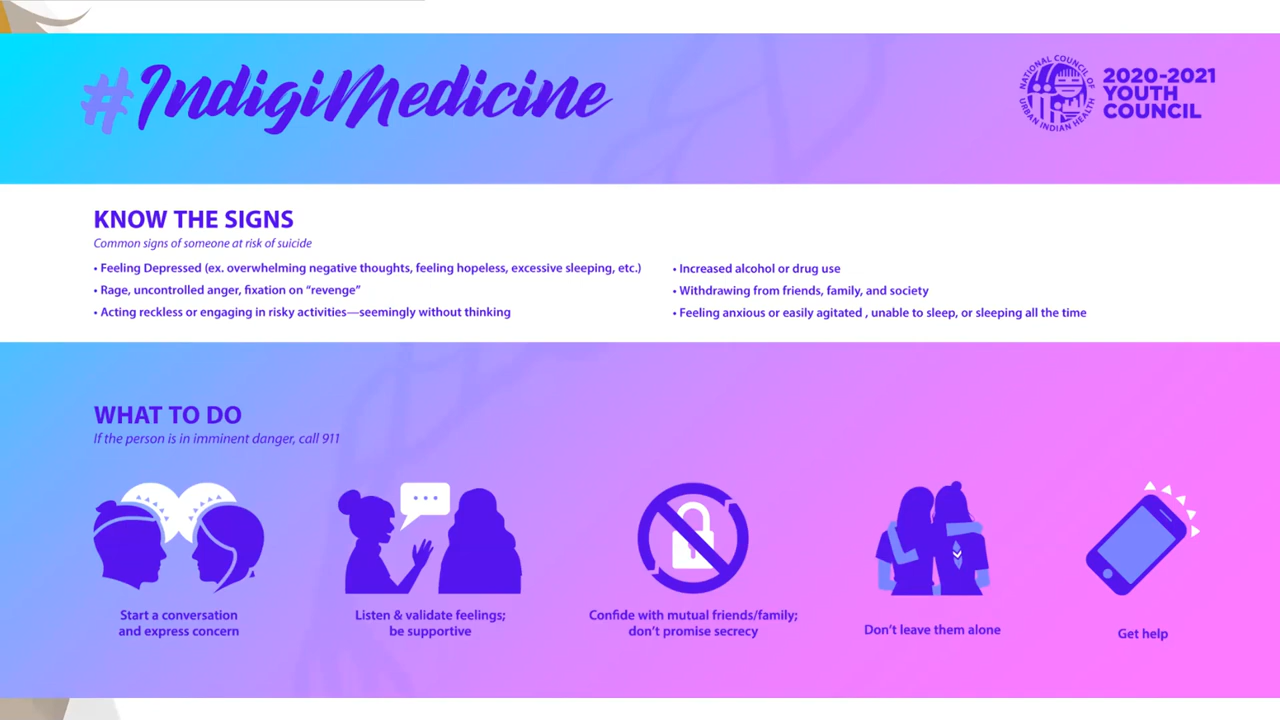 #IndigiMedicine
NATIONAL COUNCIL OF
URBAN INDIAN HEALTH
2020-2021
YOUTH
COUNCIL
KNOW THE SIGNS
Common signs of someone at risk of suicide
• Feeling Depressed (ex. overwhelming negative thoughts, feeling hopeless, excessive sleeping, etc.)
• Rage, uncontrolled anger, fixation on “revenge”
• Acting reckless or engaging in risky activities—seemingly without thinking
• Increased alcohol or drug use
• Withdrawing from friends, family, and society
• Feeling anxious or easily agitated , unable to sleep, or sleeping all the time
WHAT TO DO
If the person is in imminent danger, call 911
Start a conversation
and express concern
Listen & validate feelings;
be supportive
Confide with mutual friends/family;
don’t promise secrecy
Don’t leave them alone
Get help